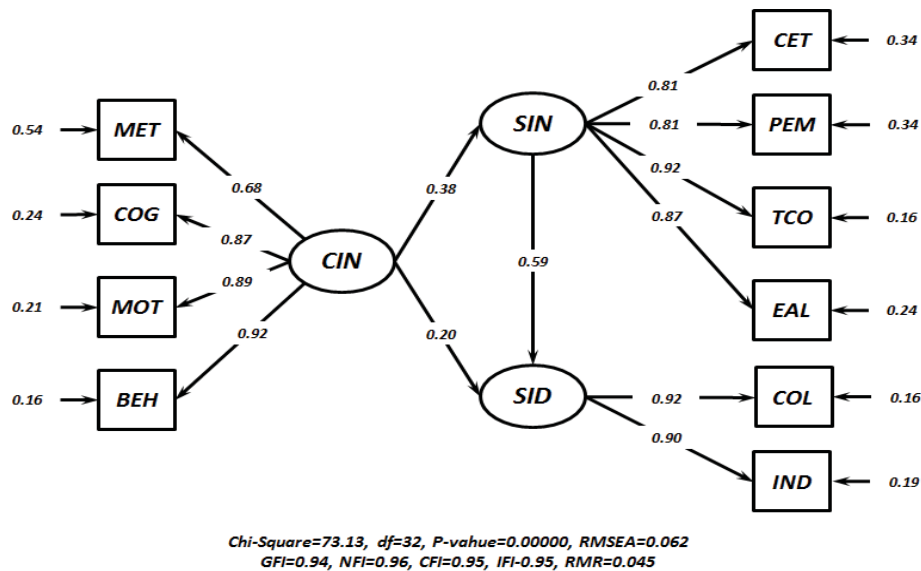 CET
0.34
0.81
SIN
0.81
PEM
0.34
0.54
MET
0.92
0.68
0.38
0.24
COG
0.87
TCO
0.16
0.87
CIN
0.59
0.89
0.21
MOT
EAL
0.24
0.92
0.20
0.16
BEH
SID
0.92
COL
0.16
0.90
IND
0.19
Chi-Square=73.13, df=32, P-vahue=0.00000, RMSEA=0.062
GFI=0.94, NFI=0.96, CFI=0.95, IFI-0.95, RMR=0.045